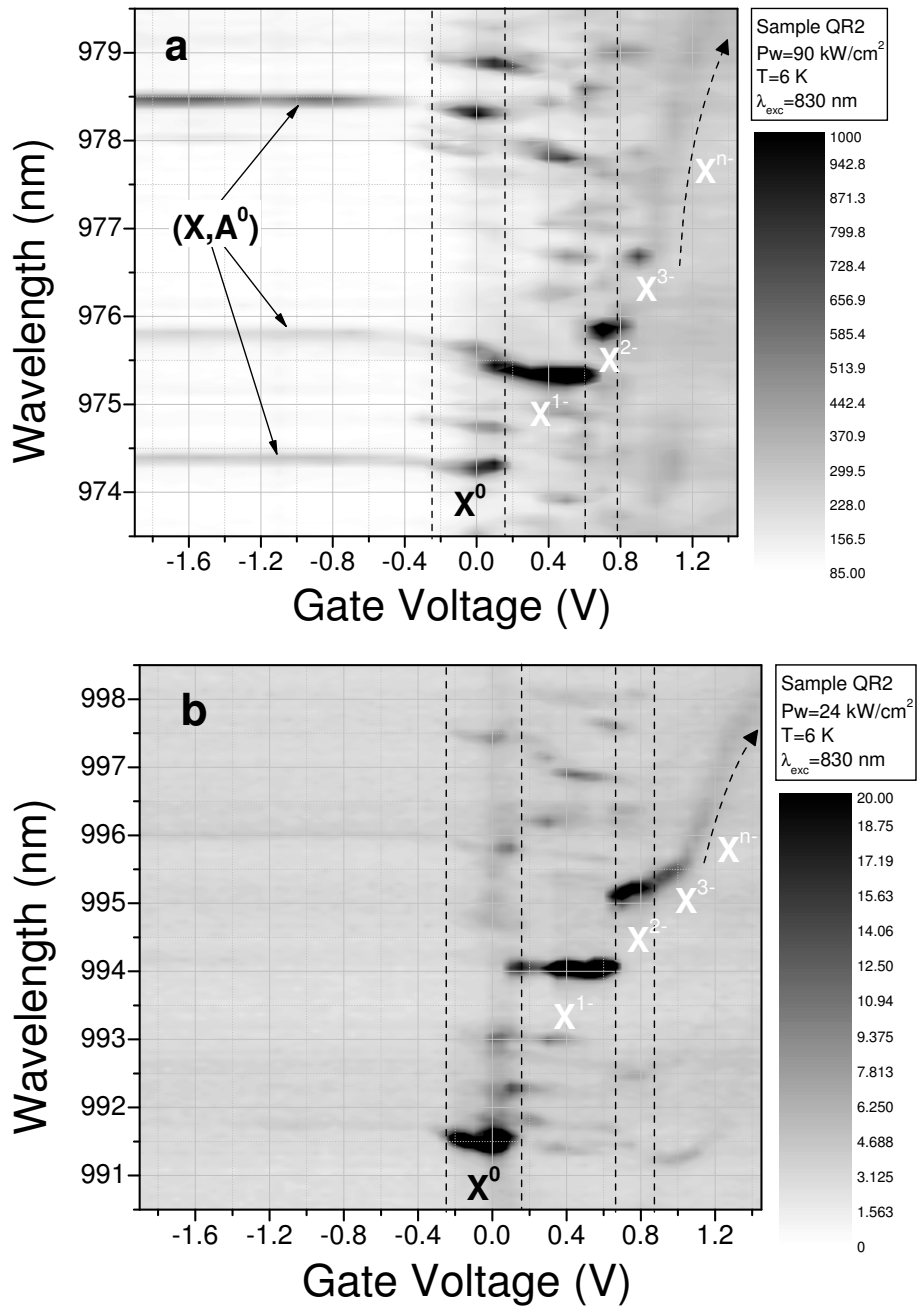 a
Sample QR2
Pw=90 kW/cm²
T=6 K
λexc=830 nm
979
978
977
976
975
974
Wavelength (nm)
(X,A⁰)
Xⁿ⁻
X³⁻
X²⁻
X¹⁻
X⁰
1000
942.8
871.3
799.8
728.4
656.9
585.4
513.9
442.4
370.9
299.5
228.0
156.5
85.00
-1.6 -1.2 -0.8 -0.4 0.0 0.4 0.8 1.2
Gate Voltage (V)
b
Sample QR2
Pw=24 kW/cm²
T=6 K
λexc=830 nm
998
997
996
995
994
993
992
991
Wavelength (nm)
Xⁿ⁻
X³⁻
X²⁻
X¹⁻
X⁰
20.00
18.75
17.19
15.63
14.06
12.50
10.94
9.375
7.813
6.250
4.688
3.125
1.563
0
-1.6 -1.2 -0.8 -0.4 0.0 0.4 0.8 1.2
Gate Voltage (V)